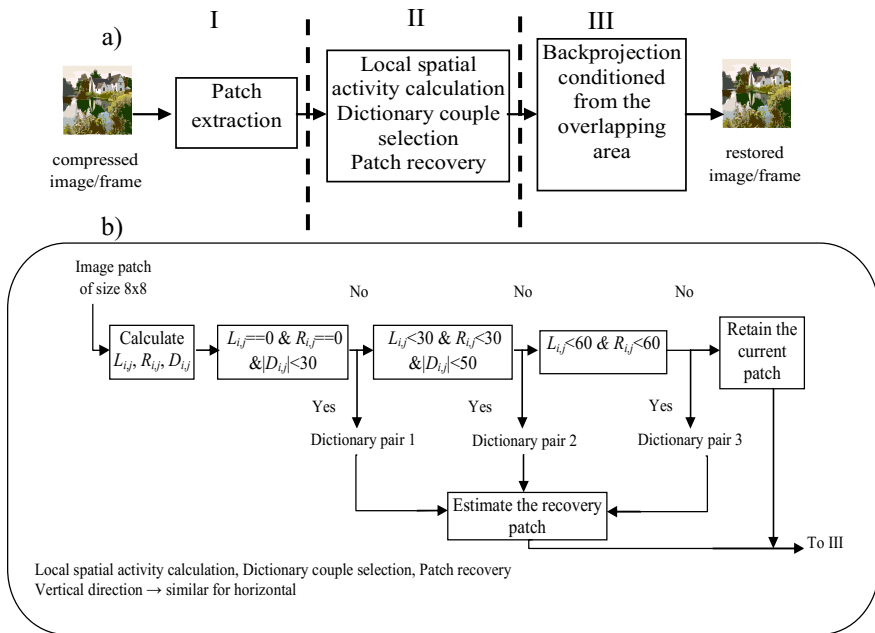 I
II
III
a)
Patch
extraction
Local spatial
activity calculation
Dictionary couple
selection
Patch recovery
Backprojection
conditioned
from the
overlapping
area
compressed
image/frame
restored
image/frame
b)
Image patch
of size 8x8
No
No
No
Calculate
L_{i,j}, R_{i,j}, D_{i,j}
L_{i,j}==0 & R_{i,j}==0
&|D_{i,j}|<30
L_{i,j}<30 & R_{i,j}<30
&|D_{i,j}|<50
L_{i,j}<60 & R_{i,j}<60
Retain the
current
patch
Yes
Yes
Yes
Dictionary pair 1
Dictionary pair 2
Dictionary pair 3
Estimate the recovery
patch
To III
Local spatial activity calculation, Dictionary couple selection, Patch recovery
Vertical direction → similar for horizontal